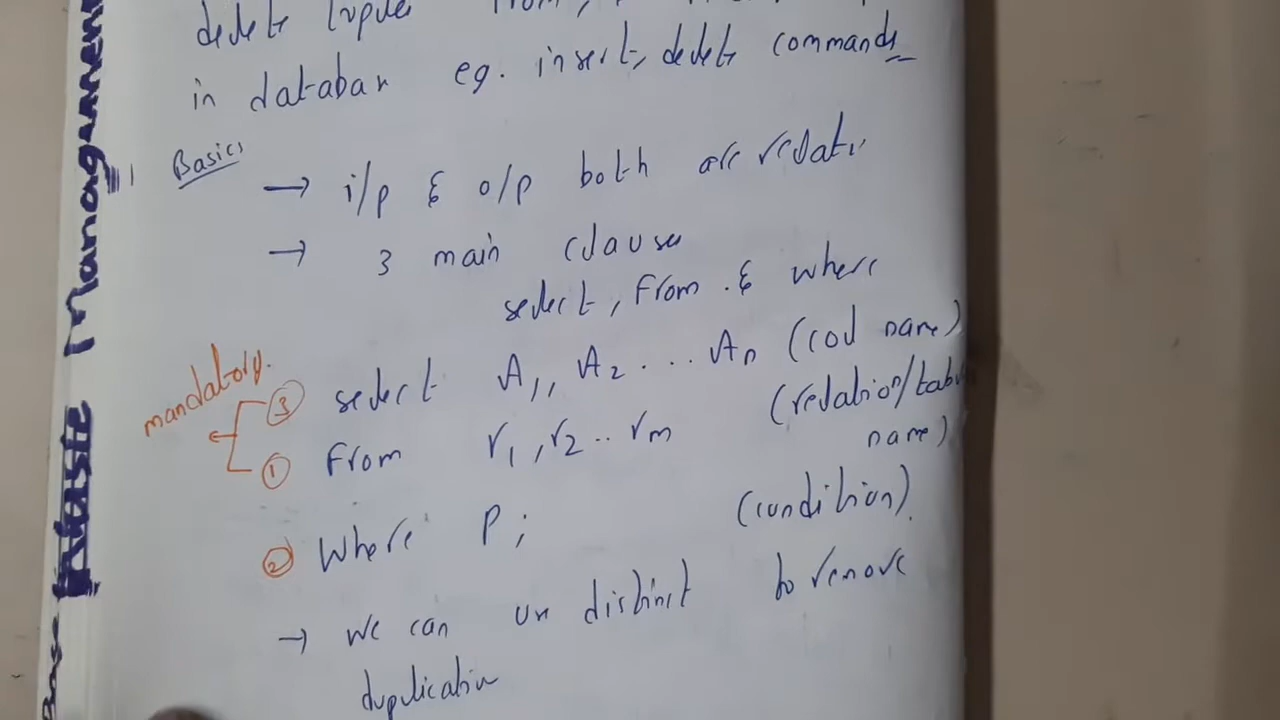 delete tuples from,
in database eg. insert, delete commands
Basics
→ i/p & o/p both are relati
→ 3 main clause
select, From & where
mandatory.
③ select A1, A2 ... An (col name)
① From r1, r2 .. rm (relation/table
name)
② Where P; (condition).
→ We can use distinct to remove
duplication
Waste Management
Base